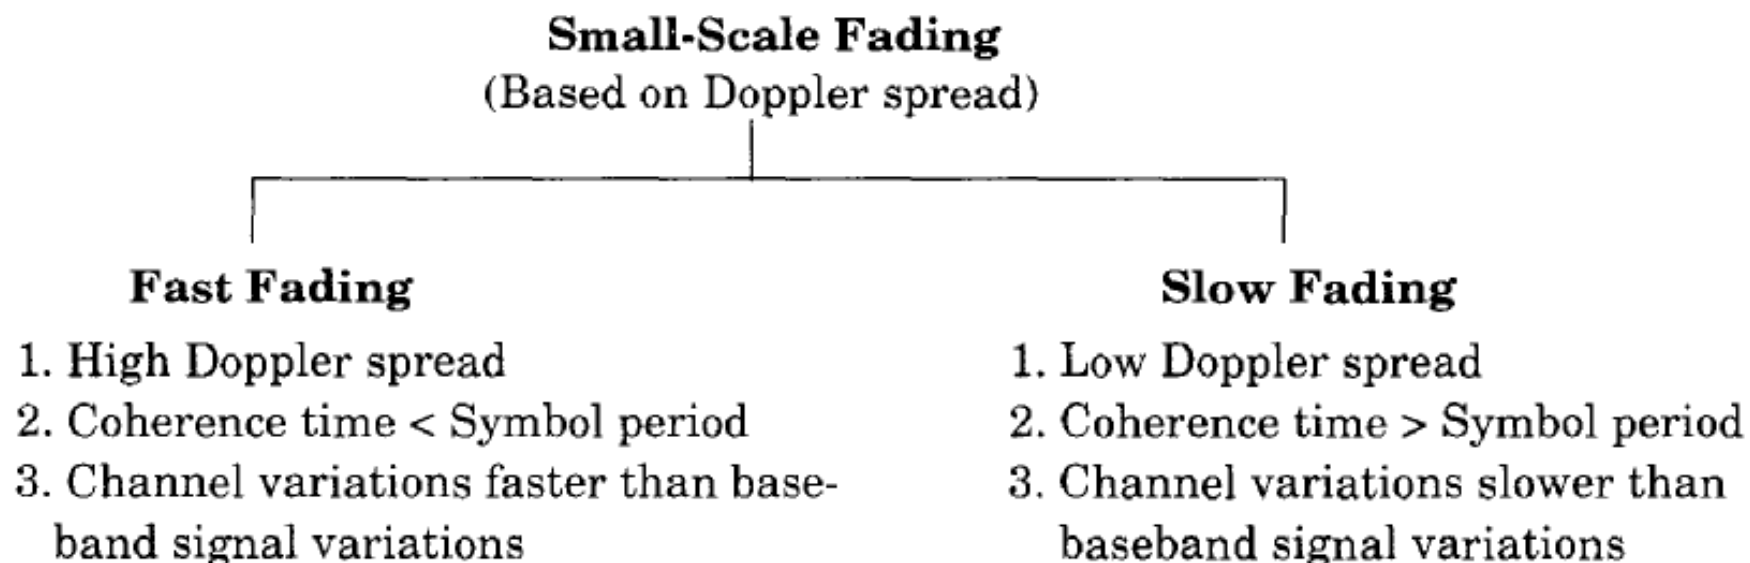 Small-Scale Fading
(Based on Doppler spread)
Fast Fading
1. High Doppler spread
2. Coherence time < Symbol period
3. Channel variations faster than base-
band signal variations
Slow Fading
1. Low Doppler spread
2. Coherence time > Symbol period
3. Channel variations slower than
baseband signal variations